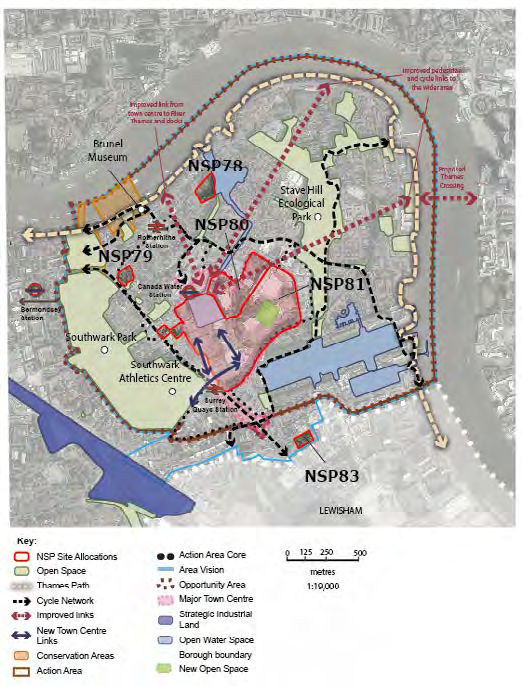 Improved pedestrian
and cycle links to
the wider area
Improved link from
town centre to River
Thames and docks
Brunel
Museum
NSP78
Proposed
Thames
Crossing
Stave Hill
Ecological
Park
NSP80
Rotherhithe
Station
NSP79
Canada Water
Station
NSP81
Bermondsey
Station
Southwark Park
Southwark
Athletics Centre
Surrey
Quays Station
NSP83
LEWISHAM
Key:
NSP Site Allocations
Open Space
Thames Path
Cycle Network
Improved links
New Town Centre
Links
Conservation Areas
Action Area
Action Area Core
Area Vision
Opportunity Area
Major Town Centre
Strategic Industrial
Land
Open Water Space
Borough boundary
New Open Space
0 125 250 500
metres
1:19,000